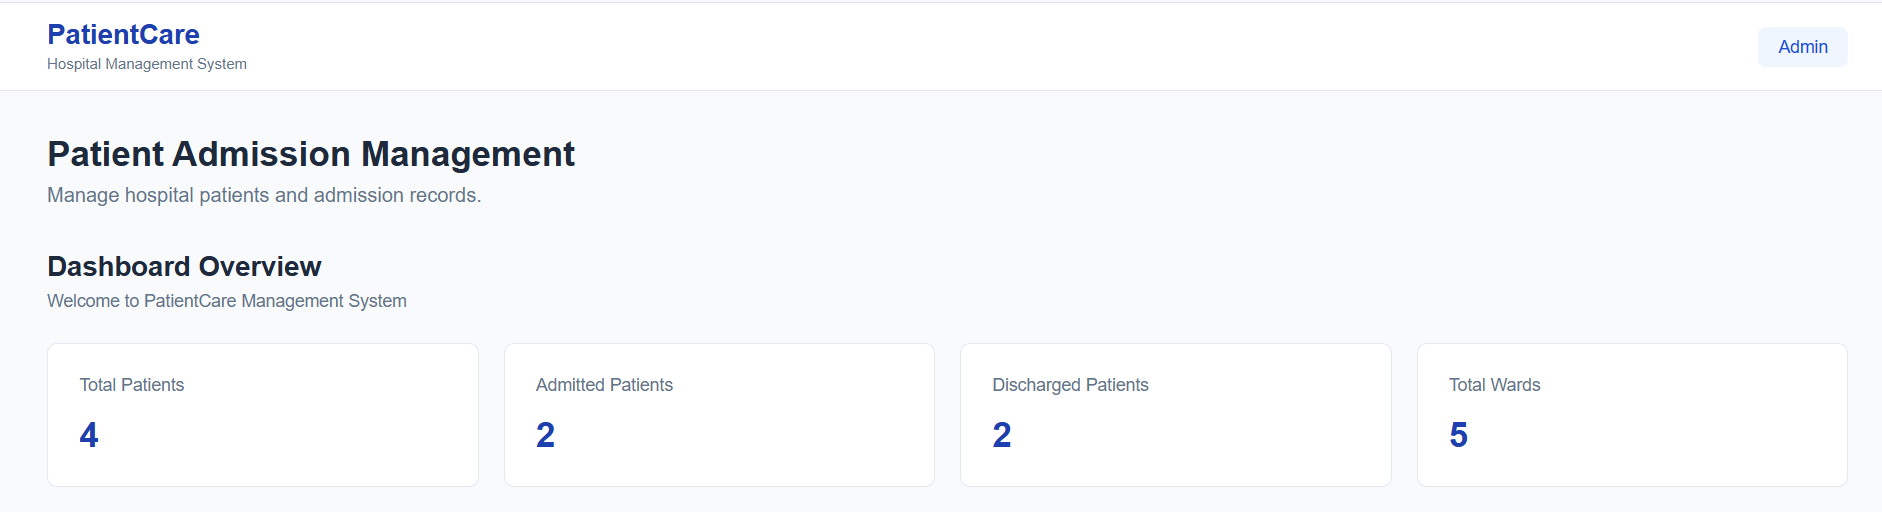 PatientCare
Hospital Management System
Admin
Patient Admission Management
Manage hospital patients and admission records.
Dashboard Overview
Welcome to PatientCare Management System
Total Patients
4
Admitted Patients
2
Discharged Patients
2
Total Wards
5